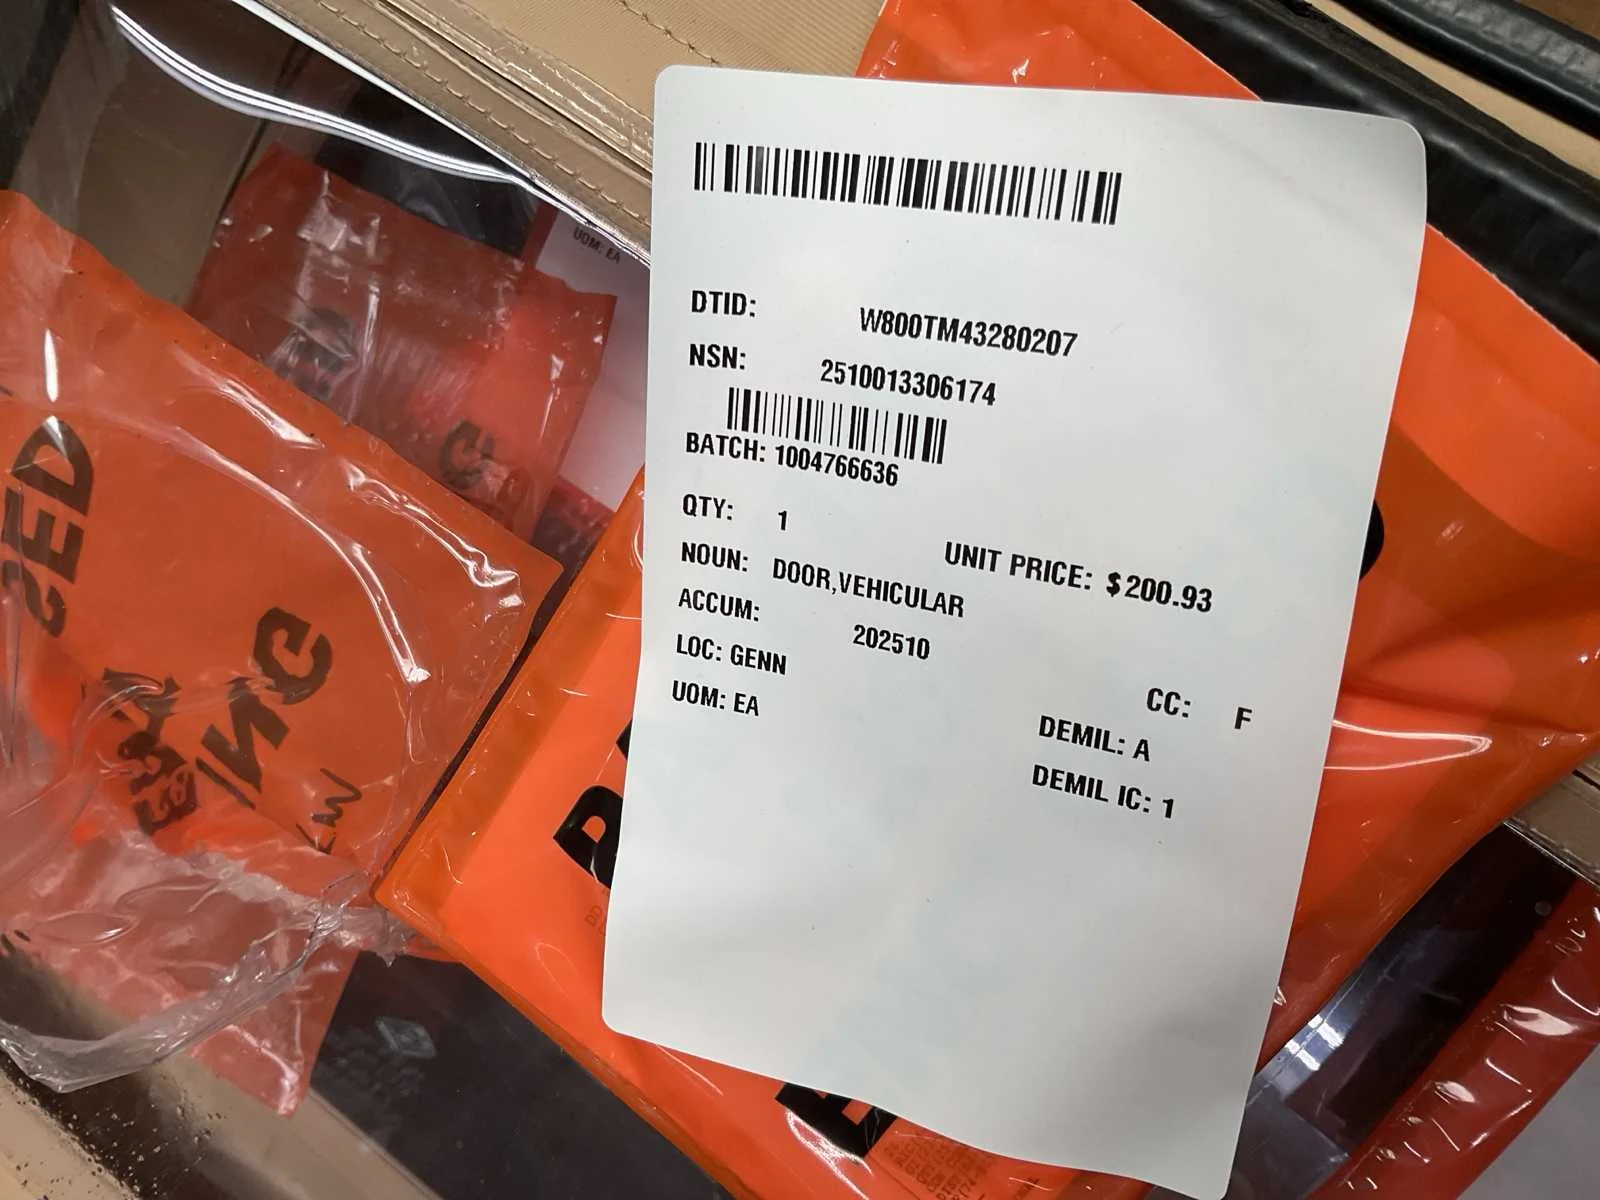 DTID: W800TM43280207
NSN: 2510013306174
BATCH: 1004766636
QTY: 1
UNIT PRICE: $200.93
NOUN: DOOR,VEHICULAR
ACCUM: 202510
LOC: GENN
UOM: EA
CC: F
DEMIL: A
DEMIL IC: 1
UOM: EA